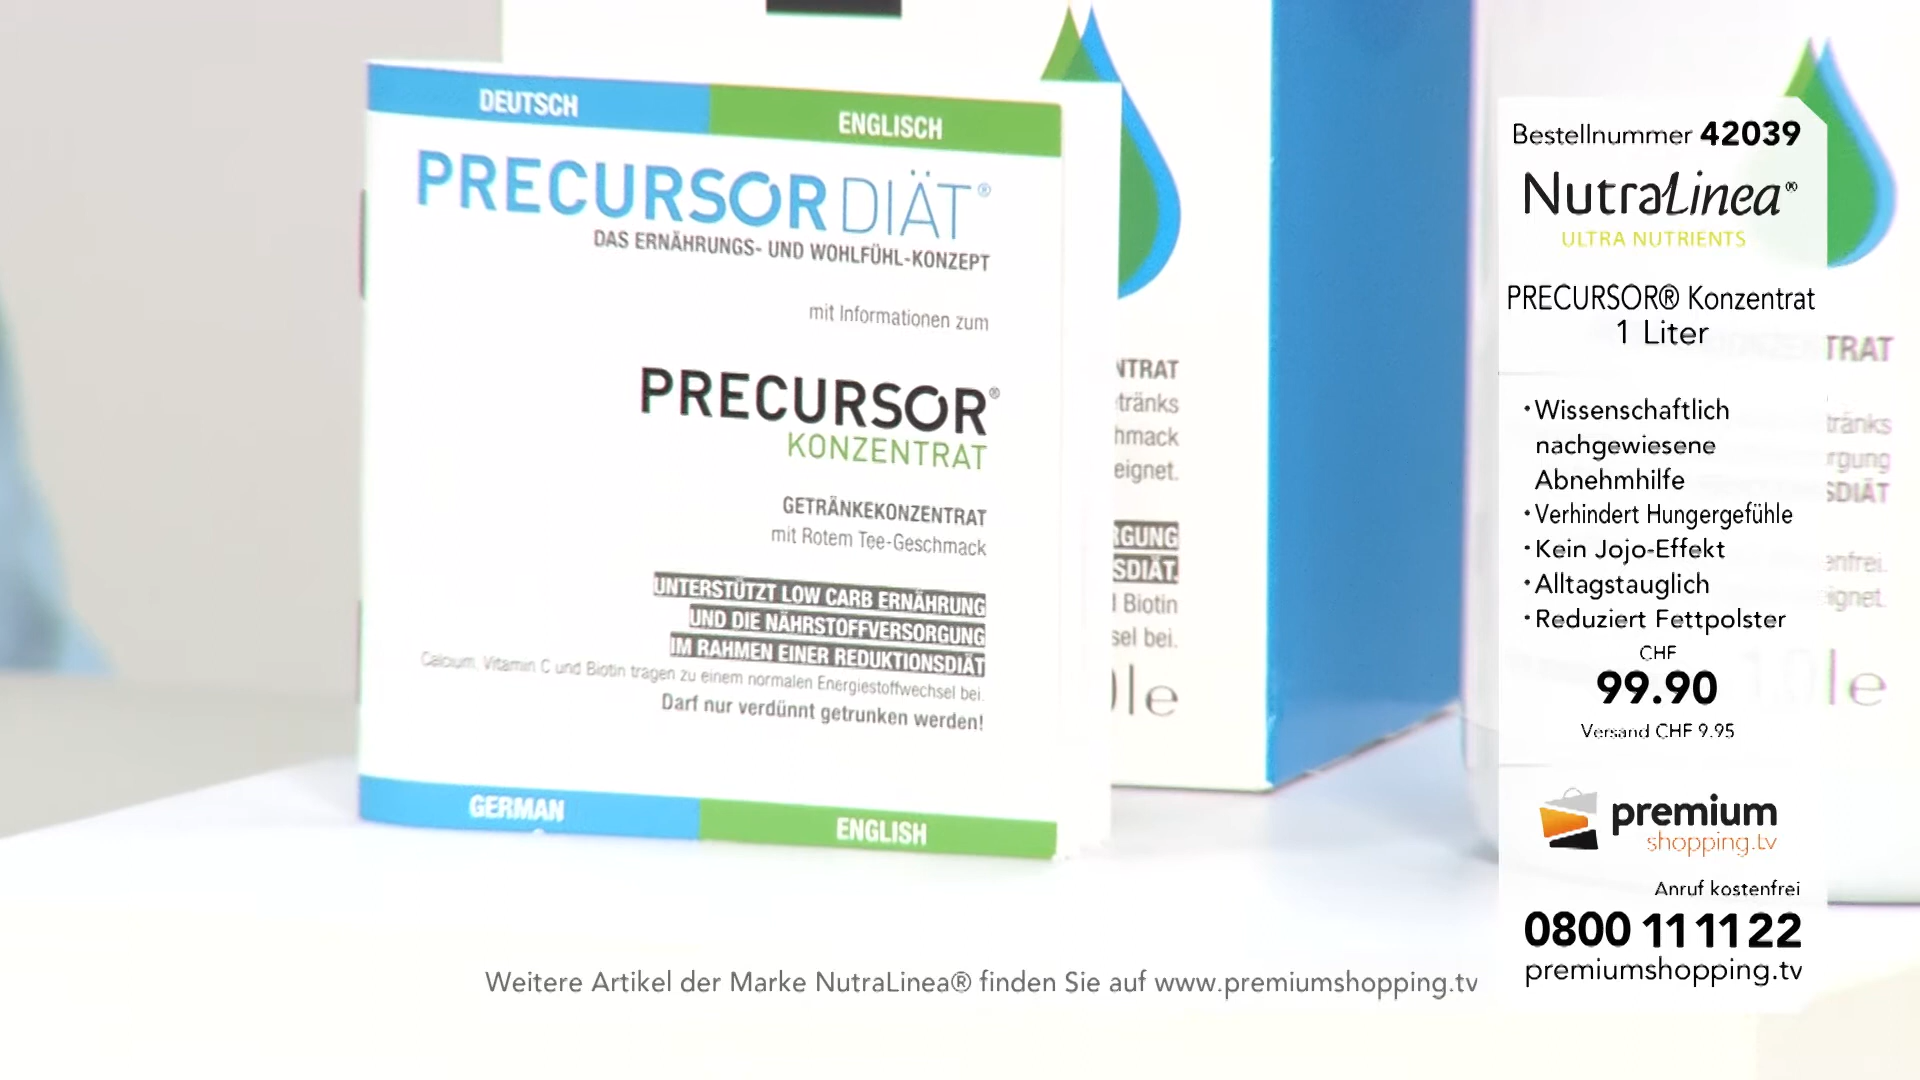 DEUTSCH
ENGLISCH
PRECURSOR DIÄT®
DAS ERNÄHRUNGS- UND WOHLFÜHL-KONZEPT
mit Informationen zum
PRECURSOR®
KONZENTRAT
GETRÄNKEKONZENTRAT
mit Rotem Tee-Geschmack
UNTERSTÜTZT LOW CARB ERNÄHRUNG
UND DIE NÄHRSTOFFVERSORGUNG
IM RAHMEN EINER REDUKTIONSDIÄT
Calcium, Vitamin C und Biotin tragen zu einem normalen Energiestoffwechsel bei.
Darf nur verdünnt getrunken werden!
GERMAN
ENGLISH
Biotin
bei.
Bestellnummer 42039
NutraLinea®
ULTRA NUTRIENTS
PRECURSOR® Konzentrat
1 Liter
·Wissenschaftlich
nachgewiesene
Abnehmhilfe
·Verhindert Hungergefühle
·Kein Jojo-Effekt
·Alltagstauglich
·Reduziert Fettpolster
CHF
99.90
Versand CHF 9.95
premium
shopping.tv
Anruf kostenfrei
0800 11 11 22
premiumshopping.tv
Weitere Artikel der Marke NutraLinea® finden Sie auf www.premiumshopping.tv